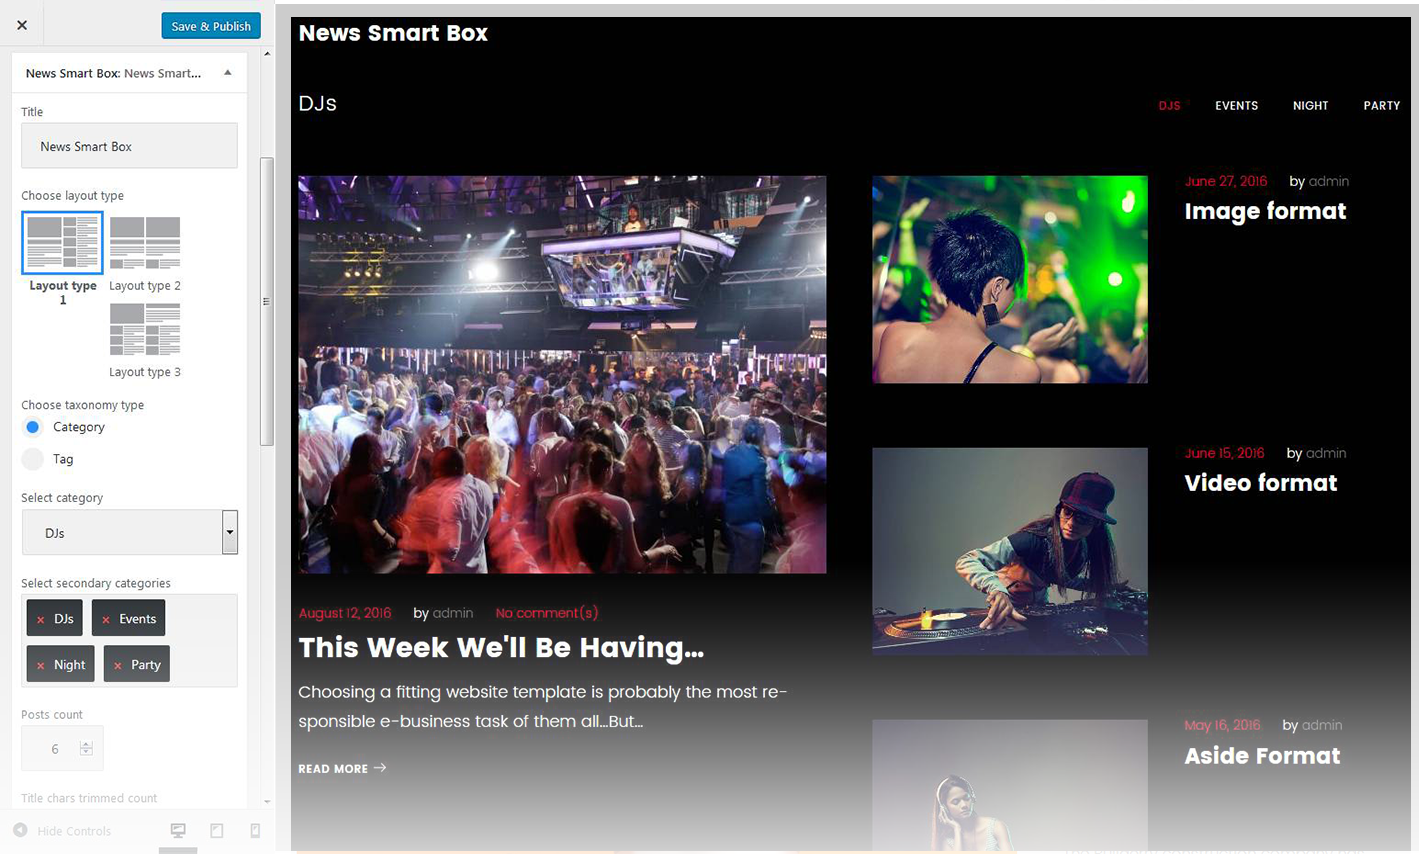 Save & Publish
News Smart Box: News Smart...
Title
News Smart Box
Choose layout type
Layout type
1
Layout type 2
Layout type 3
Choose taxonomy type
Category
Tag
Select category
DJs
Select secondary categories
× DJs × Events
× Night × Party
Posts count
6
Title chars trimmed count
Hide Controls
News Smart Box
DJs
DJS EVENTS NIGHT PARTY
August 12, 2016 by admin No comment(s)
This Week We'll Be Having...
Choosing a fitting website template is probably the most re-
sponsible e-business task of them all...But...
READ MORE →
June 27, 2016 by admin
Image format
June 15, 2016 by admin
Video format
May 16, 2016 by admin
Aside Format